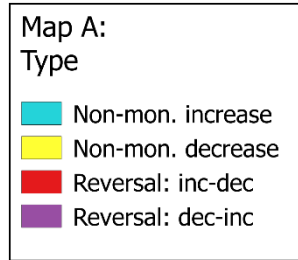 Map A:
Type
Non-mon. increase
Non-mon. decrease
Reversal: inc-dec
Reversal: dec-inc